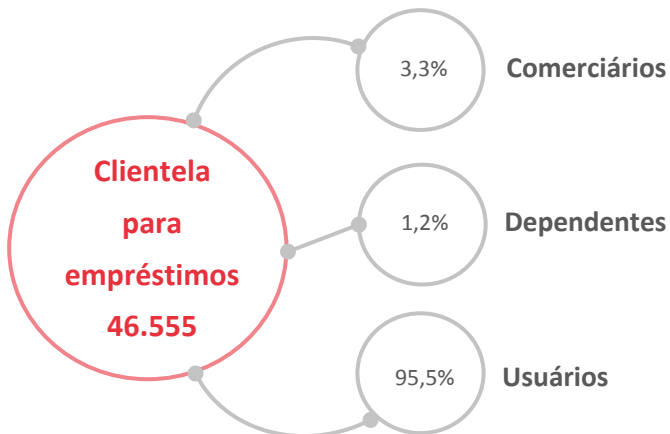 Clientela
para
empréstimos
46.555
3,3% Comerciários
1,2% Dependentes
95,5% Usuários